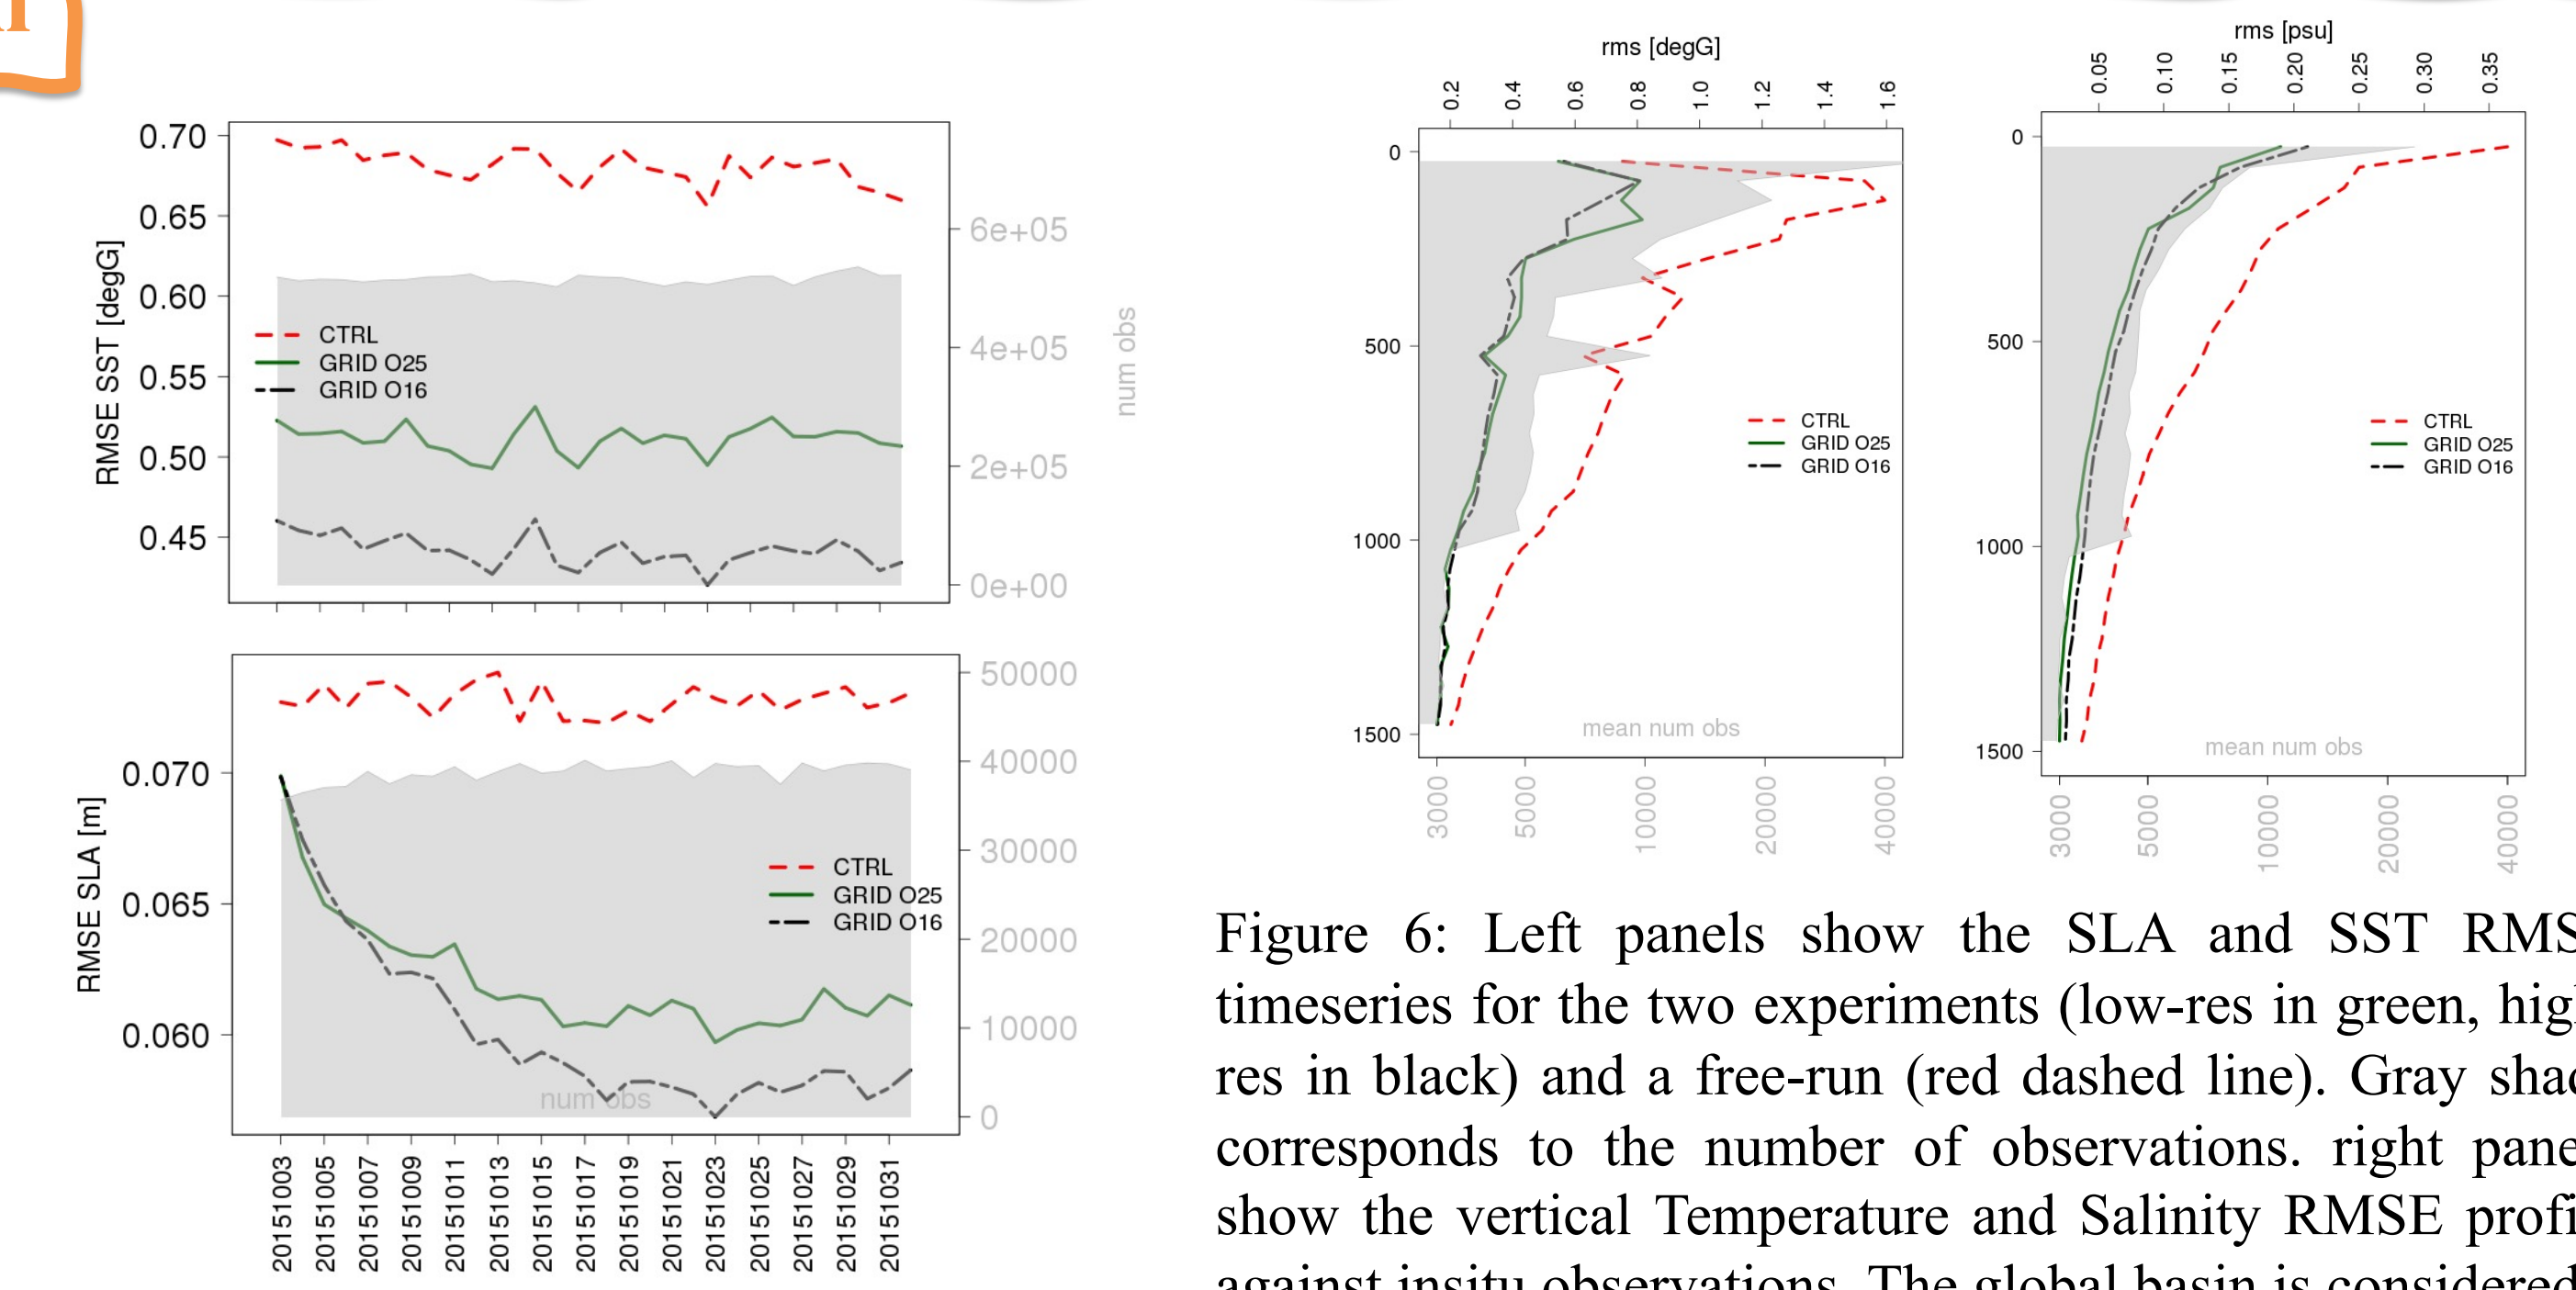 0.70
0.65
0.60
0.55
0.50
0.45
RMSE SST [degG]
CTRL
GRID O25
GRID O16
6e+05
4e+05
2e+05
0e+00
num obs
0.070
0.065
0.060
RMSE SLA [m]
CTRL
GRID O25
GRID O16
num obs
50000
40000
30000
20000
10000
0
20151003
20151005
20151007
20151009
20151011
20151013
20151015
20151017
20151019
20151021
20151023
20151025
20151027
20151029
20151031
rms [degG]
0.2 0.4 0.6 0.8 1.0 1.2 1.4 1.6
0
500
1000
1500
CTRL
GRID O25
GRID O16
mean num obs
3000 5000 10000 20000 40000
rms [psu]
0.05 0.10 0.15 0.20 0.25 0.30 0.35
0
500
1000
1500
CTRL
GRID O25
GRID O16
mean num obs
3000 5000 10000 20000 40000
Figure 6: Left panels show the SLA and SST RMS
timeseries for the two experiments (low-res in green, hig
res in black) and a free-run (red dashed line). Gray shad
corresponds to the number of observations. right pane
show the vertical Temperature and Salinity RMSE profi
against insitu observations. The global basin is considered